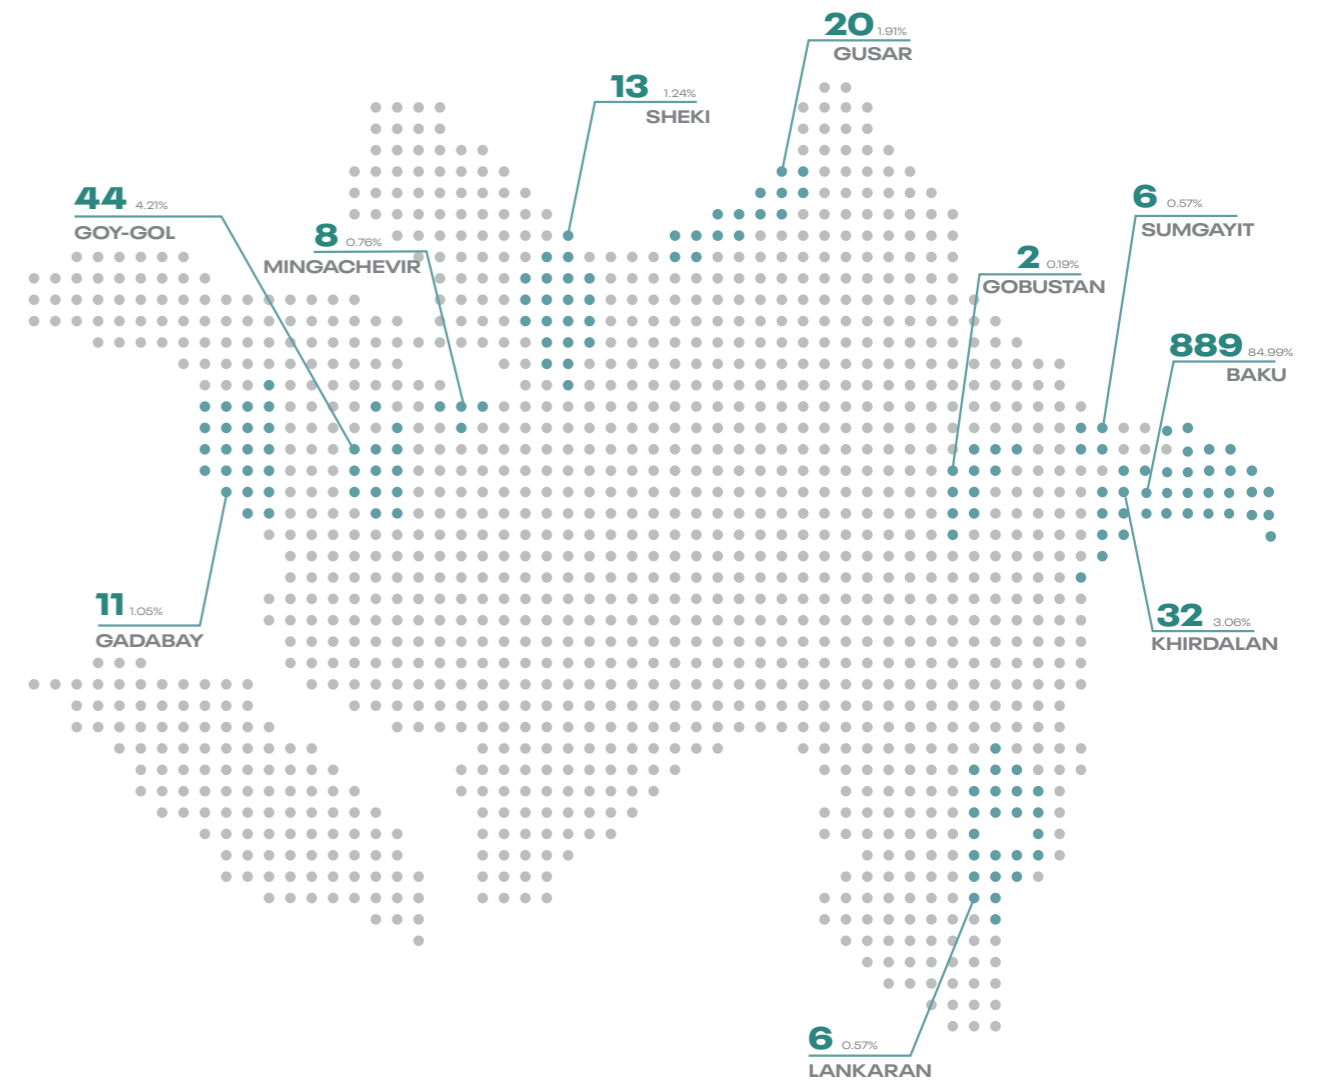 20 1.91%
GUSAR
13 1.24%
SHEKI
44 4.21%
GOY-GOL
6 0.57%
SUMGAYIT
8 0.76%
MINGACHEVIR
2 0.19%
GOBUSTAN
889 84.99%
BAKU
11 1.05%
GADABAY
32 3.06%
KHIRDALAN
6 0.57%
LANKARAN